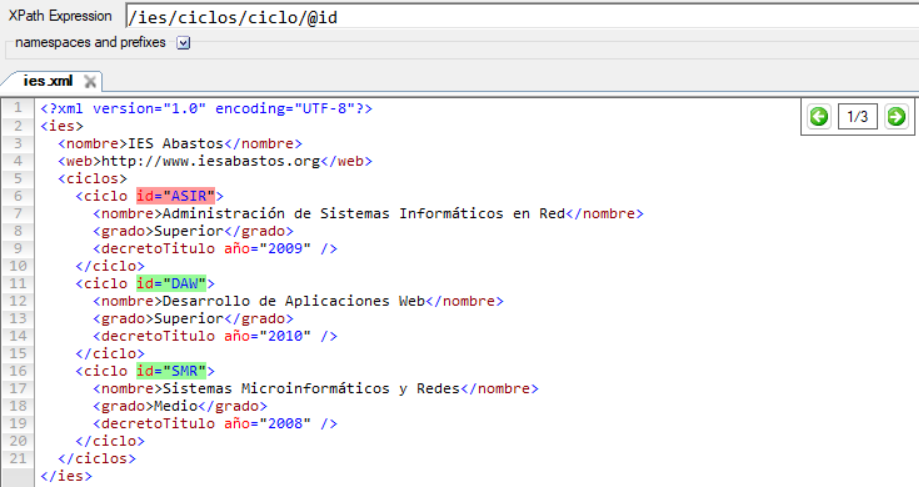 XPath Expression /ies/ciclos/ciclo/@id
namespaces and prefixes
ies.xml
1/3
1 <?xml version="1.0" encoding="UTF-8"?>
2 <ies>
3 <nombre>IES Abastos</nombre>
4 <web>http://www.iesabastos.org</web>
5 <ciclos>
6 <ciclo id="ASIR">
7 <nombre>Administración de Sistemas Informáticos en Red</nombre>
8 <grado>Superior</grado>
9 <decretoTitulo año="2009" />
10 </ciclo>
11 <ciclo id="DAW">
12 <nombre>Desarrollo de Aplicaciones Web</nombre>
13 <grado>Superior</grado>
14 <decretoTitulo año="2010" />
15 </ciclo>
16 <ciclo id="SMR">
17 <nombre>Sistemas Microinformáticos y Redes</nombre>
18 <grado>Medio</grado>
19 <decretoTitulo año="2008" />
20 </ciclo>
21 </ciclos>
</ies>